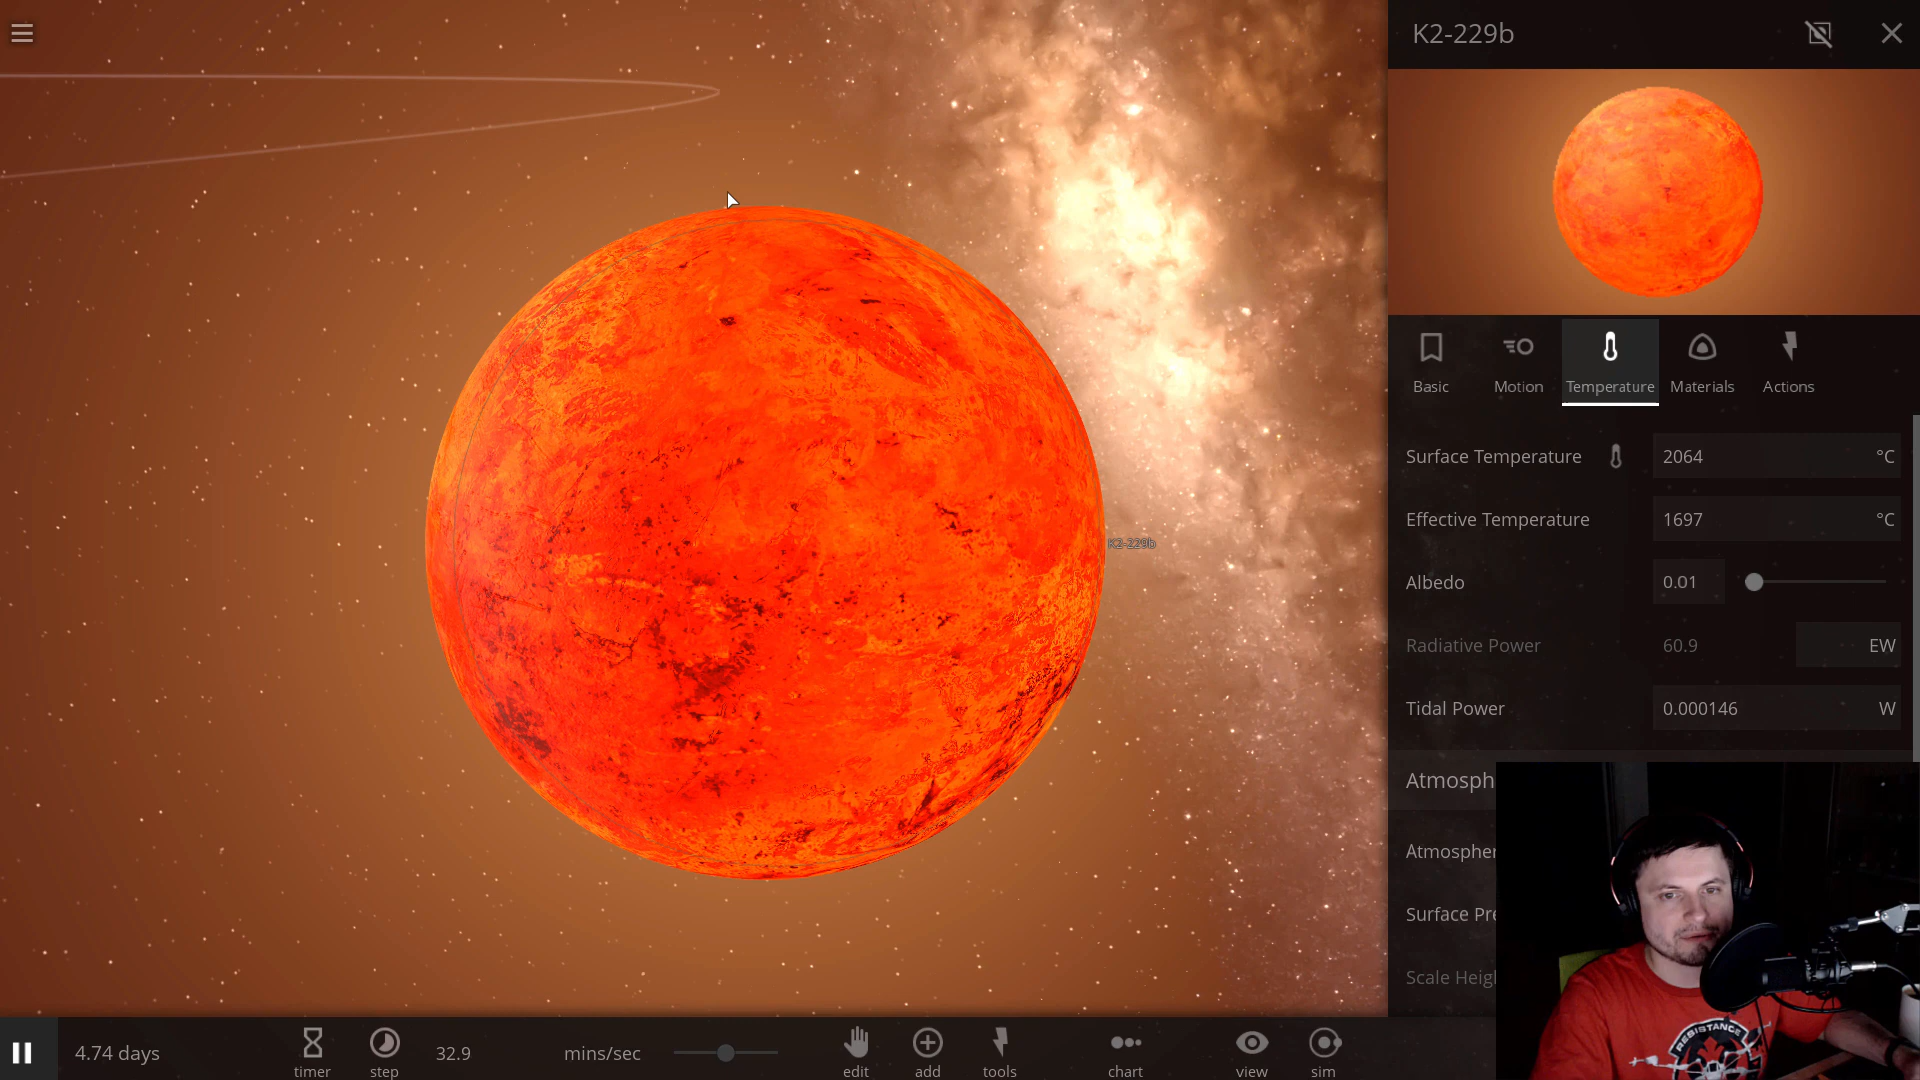 K2-229b
Basic
Motion
Temperature
Materials
Actions
Surface Temperature 2064 °C
Effective Temperature 1697 °C
Albedo 0.01
Radiative Power 60.9 EW
Tidal Power 0.000146 W
K2-229b
Atmosph
Atmospher
Surface Pre
Scale Heig
RESISTANCE
4.74 days
timer
step
32.9
mins/sec
edit
add
tools
chart
view
sim